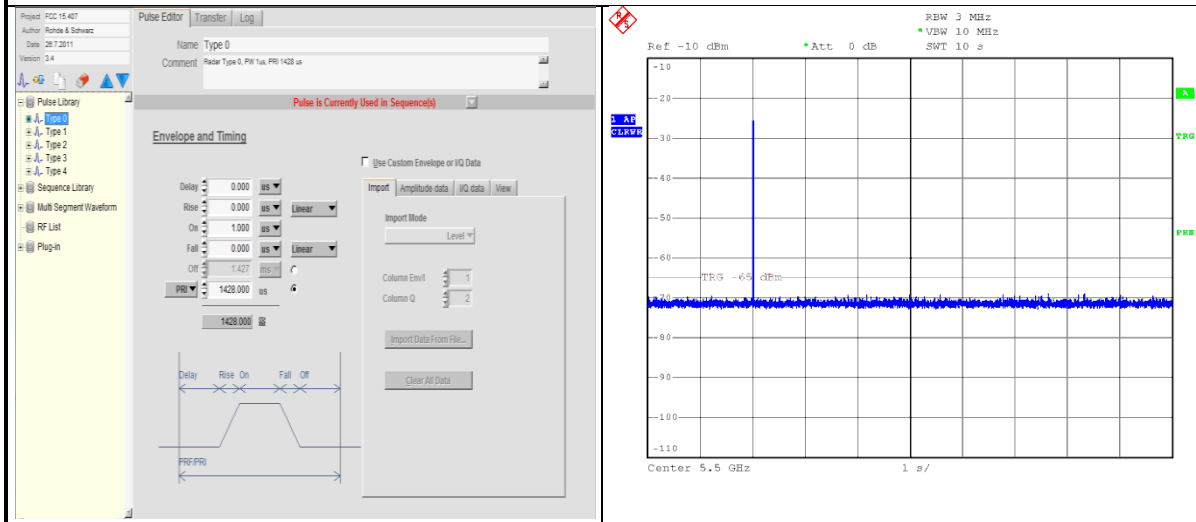 Project FCC 15.407
Author Rohde & Schwarz
Date 26.7.2011
Version 3.4
Pulse Library
Type 0
Type 1
Type 2
Type 3
Type 4
Sequence Library
Multi Segment Waveform
RF List
Plug-in
Pulse Editor Transfer Log
Name Type 0
Comment Radar Type 0, PW 1us, PRI 1428 us
Pulse is Currently Used in Sequence(s)
Envelope and Timing
Use Custom Envelope or I/Q Data
Delay 0.000 us
Rise 0.000 us Linear
On 1.000 us
Fall 0.000 us Linear
Off 1.427 ms
PRI 1428.000 us
1428.000
Import Amplitude data I/Q data View
Import Mode
Level
Column Env/I 1
Column Q 2
Import Data From File...
Clear All Data
Delay Rise On Fall Off
PRF/PRI
R S
RBW 3 MHz
*VBW 10 MHz
Ref -10 dBm *Att 0 dB SWT 10 s
-10
A
-20
1 AP
CLRWR
TRG
-30
-40
-50
-60
TRG -65 dBm
-70
-80
-90
-100
-110
Center 5.5 GHz 1 s/